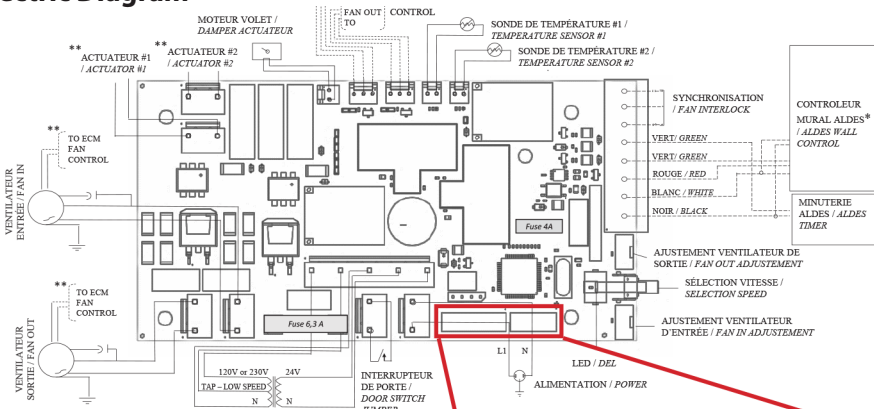 MOTEUR VOLET /
DAMPER ACTUATEUR
FAN OUT CONTROL
TO
SONDE DE TEMPÉRATURE #1 /
TEMPERATURE SENSOR #1
SONDE DE TEMPÉRATURE #2 /
TEMPERATURE SENSOR #2
** ACTUATEUR #1
/ ACTUATOR #1
** ACTUATEUR #2
/ ACTUATOR #2
SYNCHRONISATION
/ FAN INTERLOCK
CONTROLEUR
MURAL ALDES*
/ ALDES WALL
CONTROL
** TO ECM
FAN
CONTROL
VENTILATEUR
ENTRÉE / FAN IN
VERT/ GREEN
VERT/ GREEN
ROUGE / RED
BLANC / WHITE
NOIR / BLACK
MINUTERIE
ALDES / ALDES
TIMER
Fuse 4A
AJUSTEMENT VENTILATEUR DE
SORTIE / FAN OUT ADJUSTEMENT
SÉLECTION VITESSE /
SELECTION SPEED
AJUSTEMENT VENTILATEUR
D'ENTRÉE / FAN IN ADJUSTMENT
** TO ECM
FAN
CONTROL
VENTILATEUR
SORTIE / FAN OUT
Fuse 6,3 A
L1 N
LED / DEL
120V or 230V 24V
TAP – LOW SPEED
N N
INTERRUPTEUR
DE PORTE /
DOOR SWITCH
JUMPER
ALIMENTATION / POWER